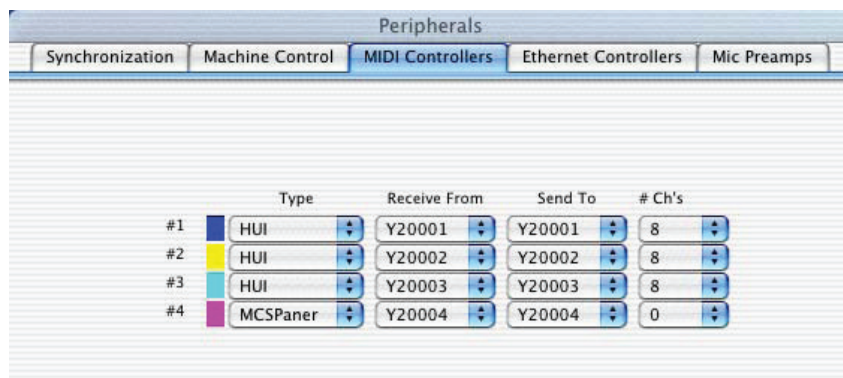 Peripherals
Synchronization Machine Control MIDI Controllers Ethernet Controllers Mic Preamps
Type Receive From Send To # Ch's
#1 HUI Y20001 Y20001 8
#2 HUI Y20002 Y20002 8
#3 HUI Y20003 Y20003 8
#4 MCSPaner Y20004 Y20004 0